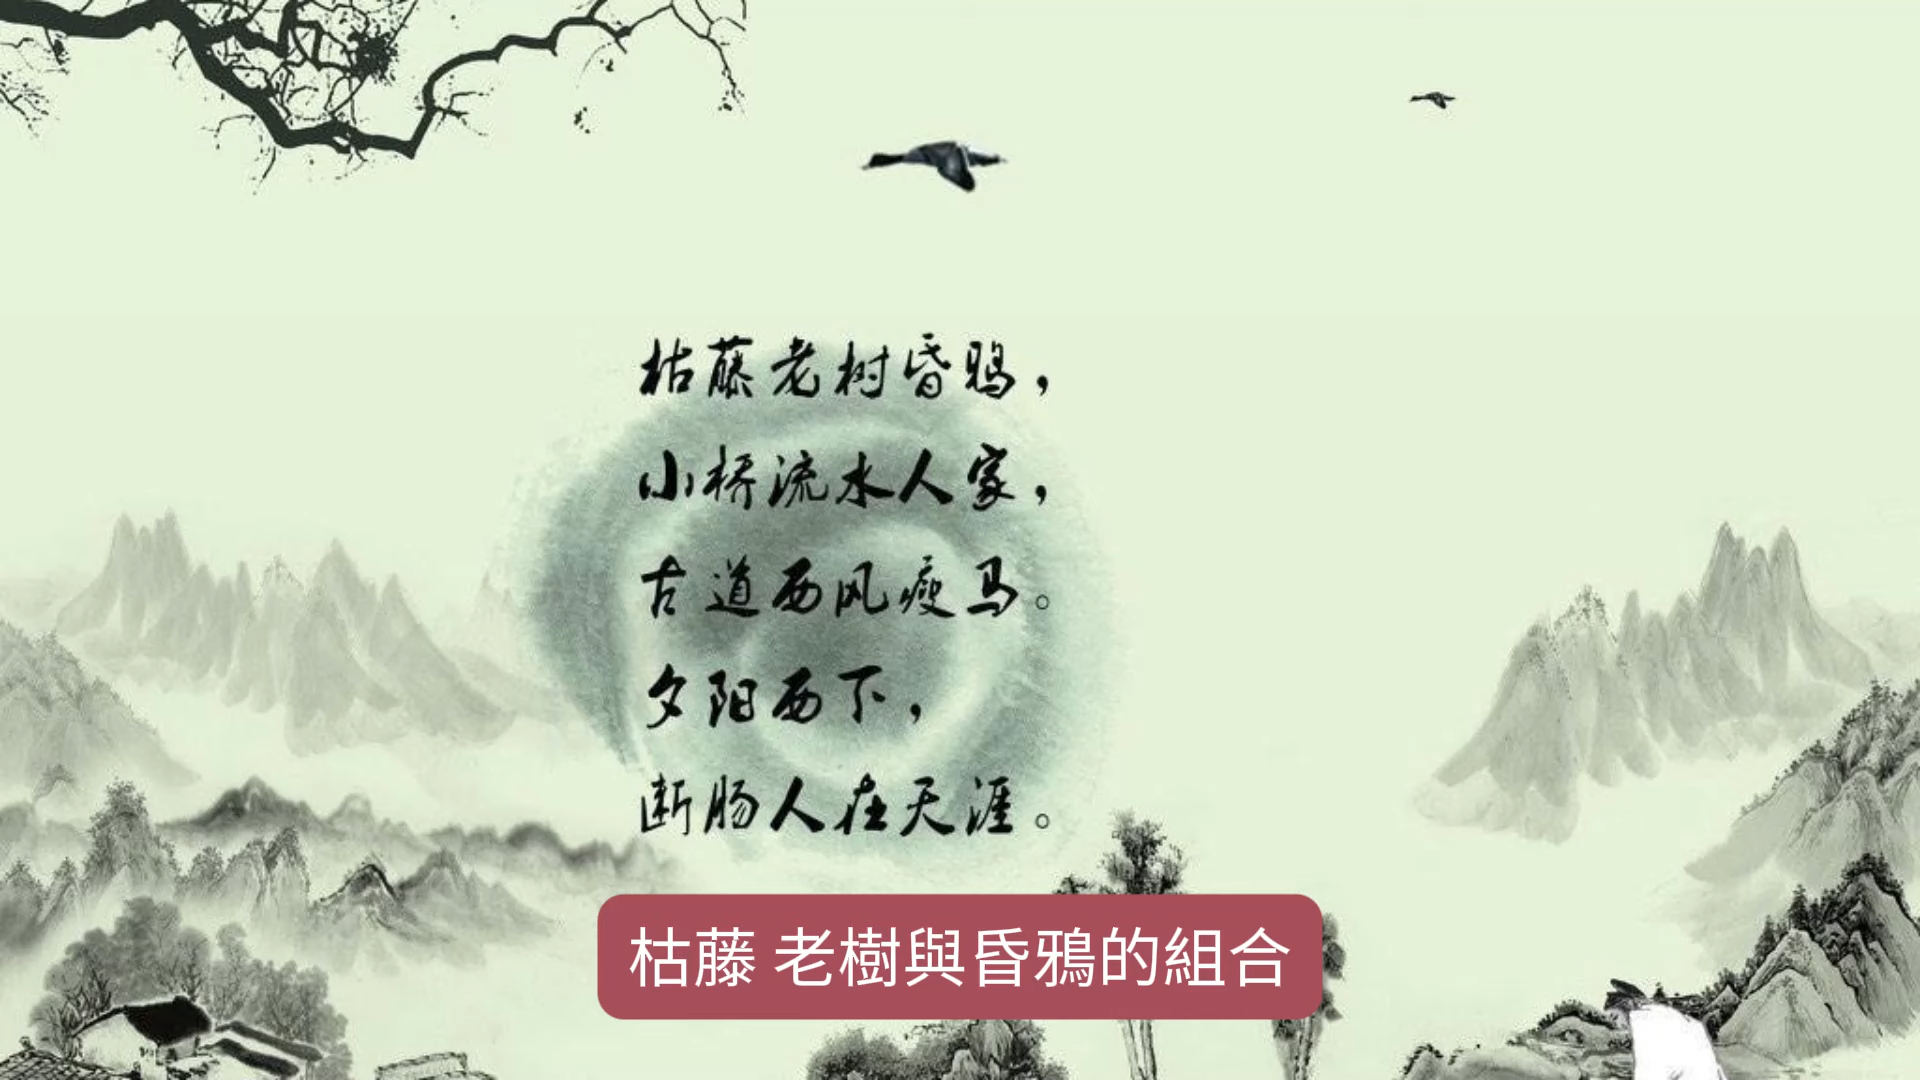 枯藤老树昏鸦，
小桥流水人家，
古道西风瘦马。
夕阳西下，
断肠人在天涯。
枯藤 老樹與昏鴉的組合